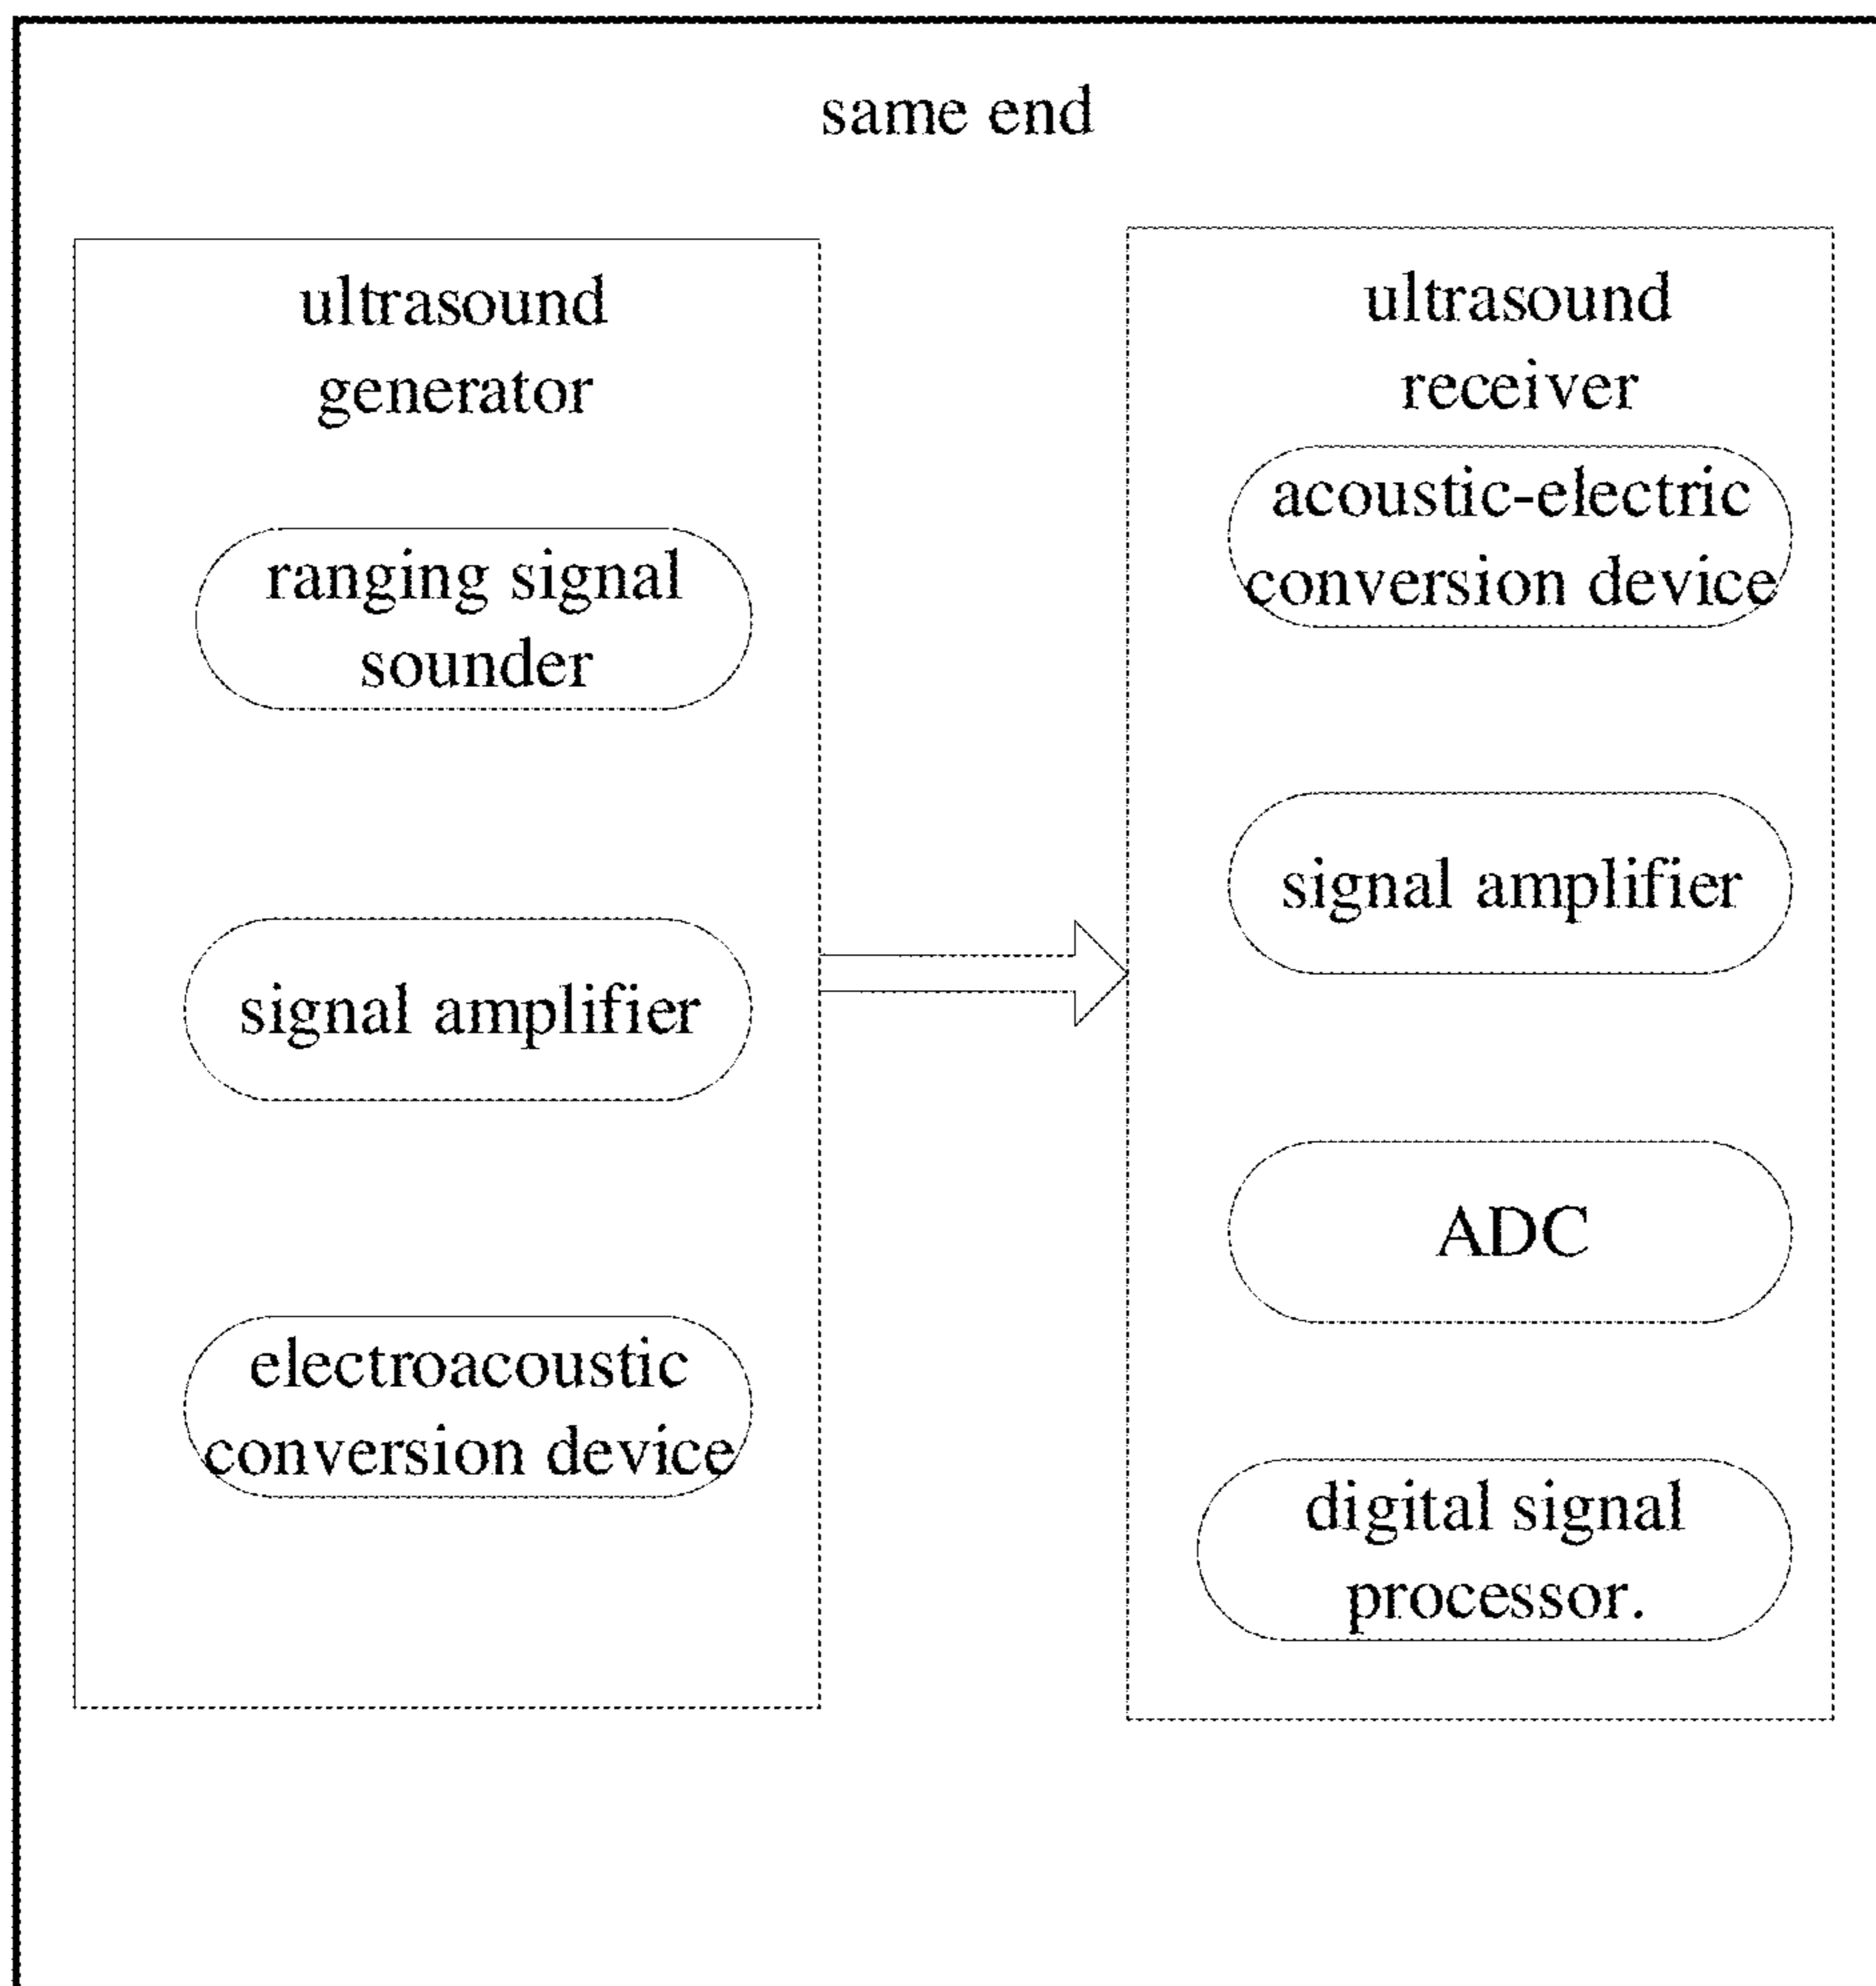 same end
ultrasound
generator
ranging signal
sounder
signal amplifier
electroacoustic
conversion device
ultrasound
receiver
acoustic-electric
conversion device
signal amplifier
ADC
digital signal
processor.